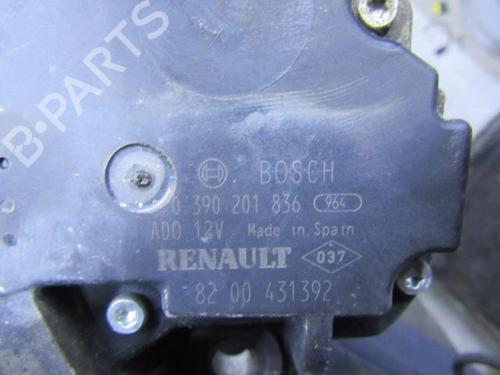 B-PARTS
BOSCH
0 390 201 836 964
ADO 12V Made in Spain
RENAULT 037
82 00 431392